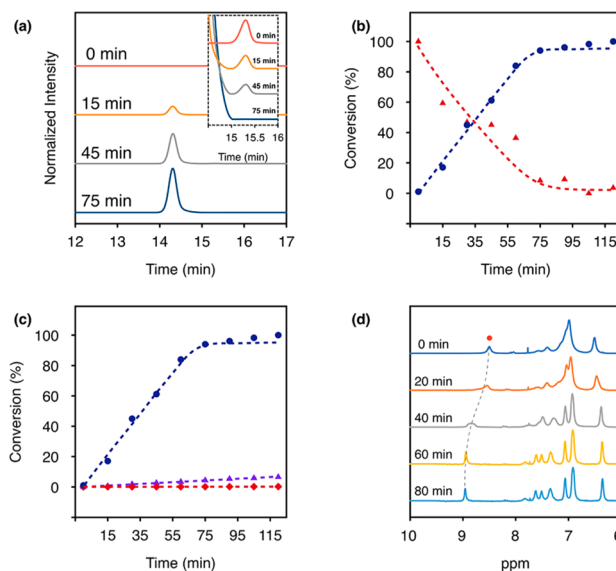 (a)
Normalized Intensity
0 min
15 min
45 min
75 min
12 13 14 15 16 17
Time (min)
0 min
15 min
45 min
75 min
15 15.5 16
Time (min)
(b)
Conversion (%)
100
80
60
40
20
0
15 35 55 75 95 115
Time (min)
(c)
Conversion (%)
100
80
60
40
20
0
15 35 55 75 95 115
Time (min)
(d)
0 min
20 min
40 min
60 min
80 min
10 9 8 7 6
ppm